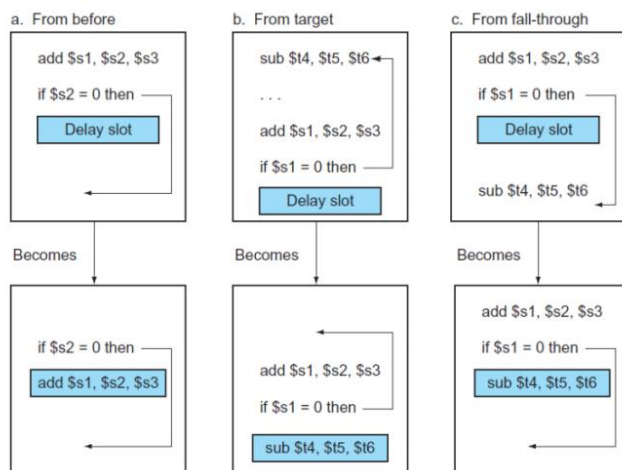 a. From before
add $s1, $s2, $s3
if $s2 = 0 then
Delay slot
Becomes
if $s2 = 0 then
add $s1, $s2, $s3
b. From target
sub $t4, $t5, $t6
. . .
add $s1, $s2, $s3
if $s1 = 0 then
Delay slot
Becomes
add $s1, $s2, $s3
if $s1 = 0 then
sub $t4, $t5, $t6
c. From fall-through
add $s1, $s2, $s3
if $s1 = 0 then
Delay slot
sub $t4, $t5, $t6
Becomes
add $s1, $s2, $s3
if $s1 = 0 then
sub $t4, $t5, $t6